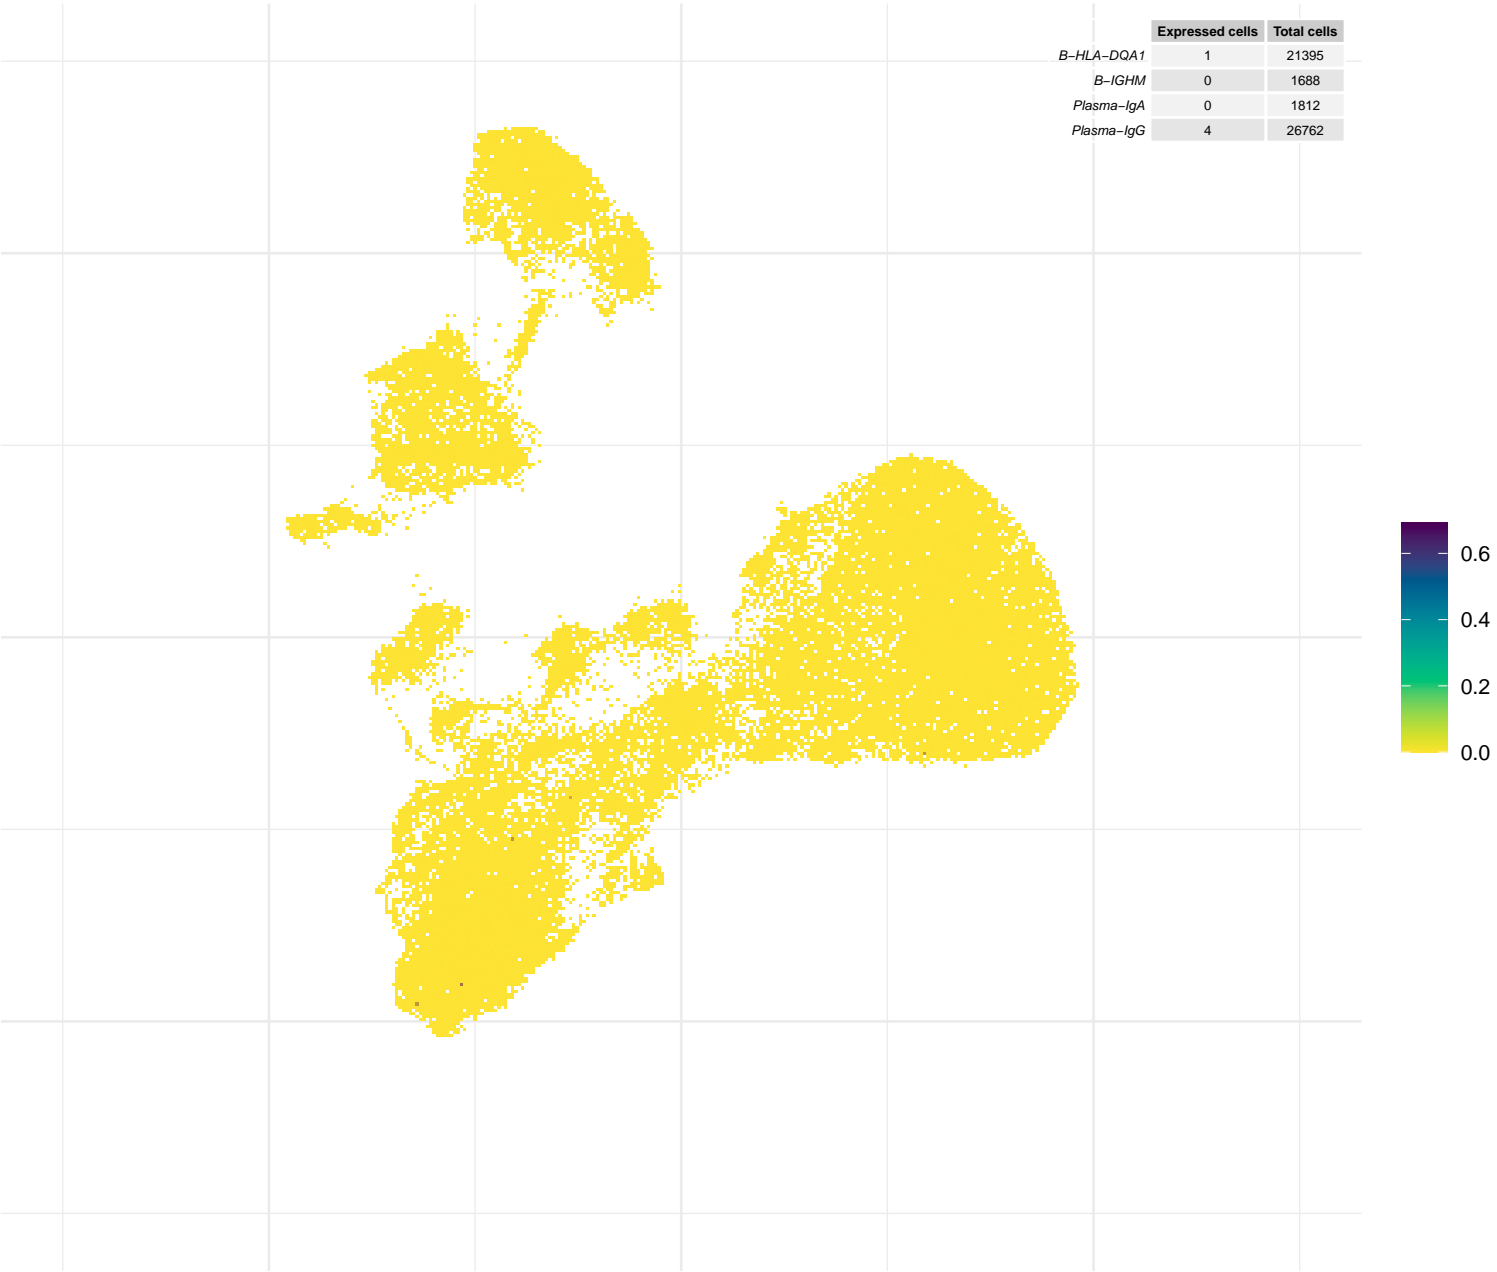 Expressed cells Total cells
B−HLA−DQA1 1 21395
B−IGHM 0 1688
Plasma−IgA 0 1812
Plasma−IgG 4 26762
0.6
0.4
0.2
0.0